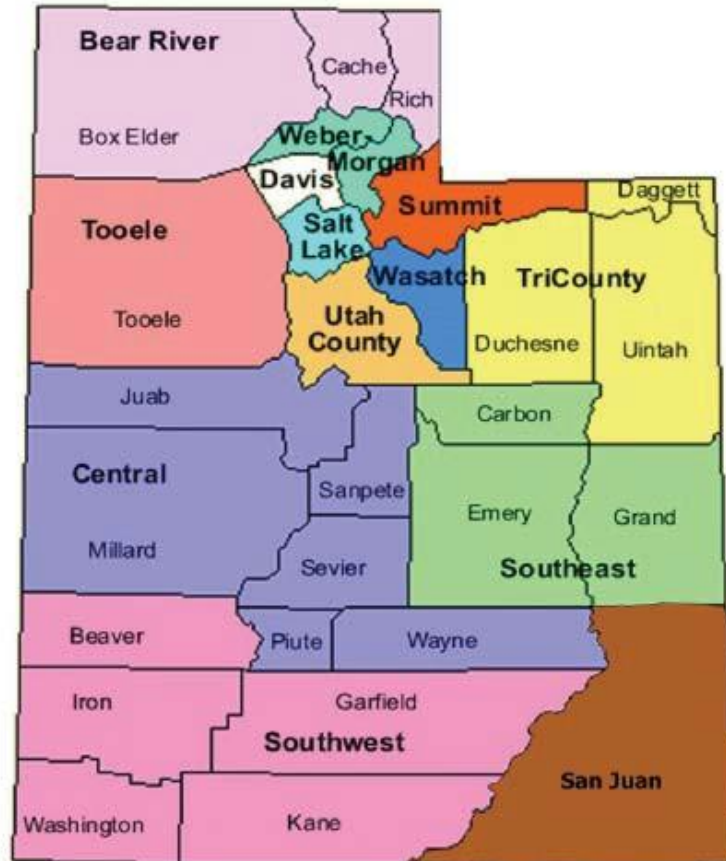 Bear River
Cache
Rich
Box Elder
Weber-
Morgan
Davis
Daggett
Summit
Tooele
Salt
Lake
Wasatch
TriCounty
Tooele
Utah
County
Duchesne
Uintah
Juab
Carbon
Central
Sanpete
Emery
Grand
Millard
Sevier
Southeast
Beaver
Piute
Wayne
Iron
Garfield
Southwest
San Juan
Washington
Kane